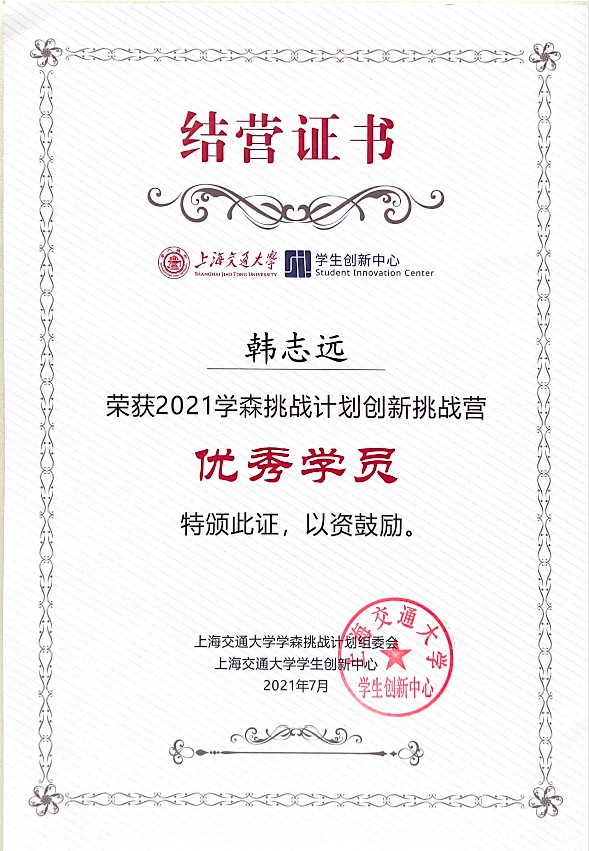 结营证书
上海交通大学 学生创新中心
SHANGHAI JIAO TONG UNIVERSITY Student Innovation Center
韩志远
荣获2021学森挑战计划创新挑战营
优秀学员
特颁此证，以资鼓励。
上海交通大学学森挑战计划组委会
上海交通大学学生创新中心
2021年7月
上海交通大学
学生创新中心